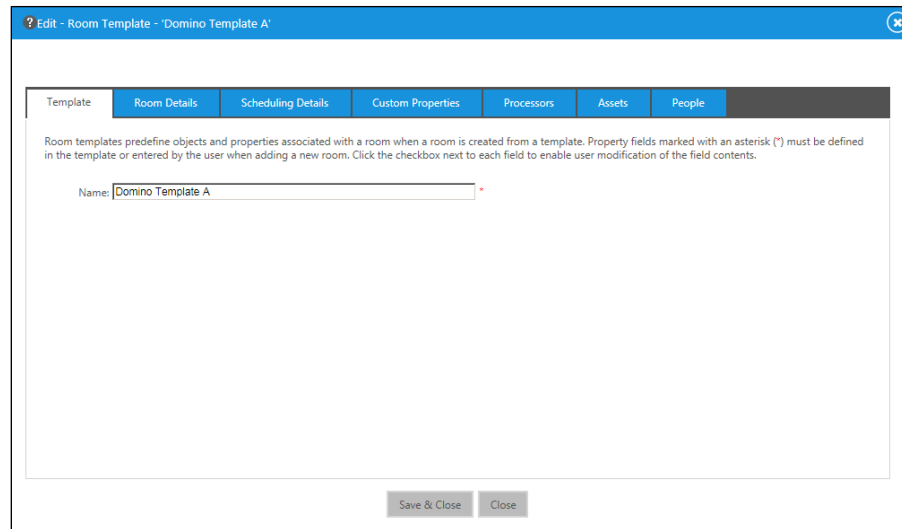 ? Edit - Room Template - 'Domino Template A'
Template Room Details Scheduling Details Custom Properties Processors Assets People
Room templates predefine objects and properties associated with a room when a room is created from a template. Property fields marked with an asterisk (*) must be defined
in the template or entered by the user when adding a new room. Click the checkbox next to each field to enable user modification of the field contents.
Name: Domino Template A *
Save & Close Close